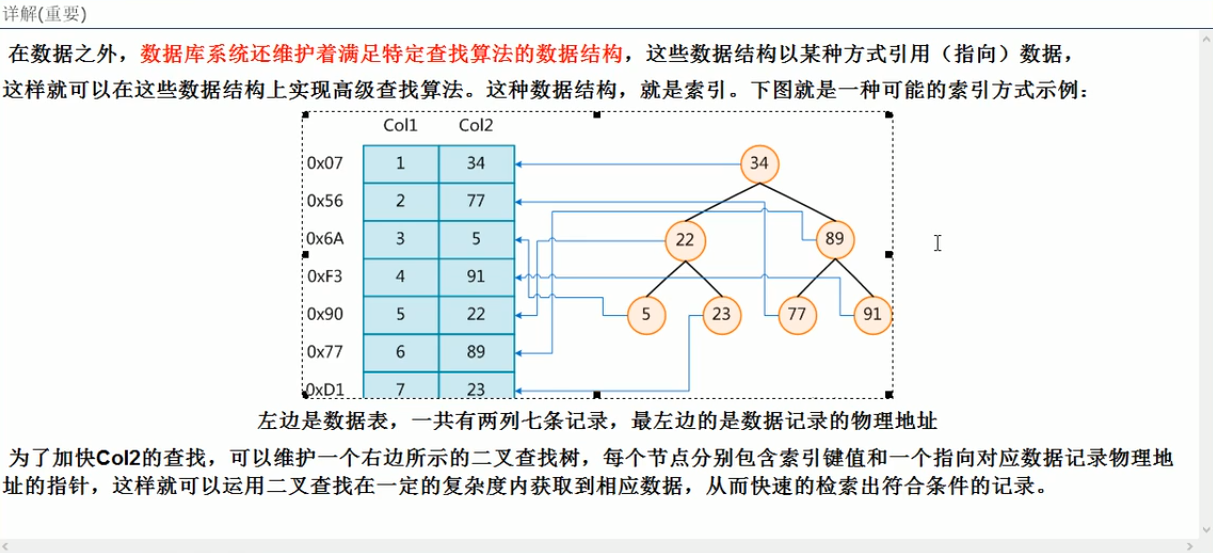 详解(重要)
在数据之外，数据库系统还维护着满足特定查找算法的数据结构，这些数据结构以某种方式引用（指向）数据，
这样就可以在这些数据结构上实现高级查找算法。这种数据结构，就是索引。下图就是一种可能的索引方式示例：
Col1 Col2
0x07 1 34 34
0x56 2 77
0x6A 3 5 22 89
0xF3 4 91
0x90 5 22 5 23 77 91
0x77 6 89
0xD1 7 23
左边是数据表，一共有两列七条记录，最左边的是数据记录的物理地址
为了加快Col2的查找，可以维护一个右边所示的二叉查找树，每个节点分别包含索引键值和一个指向对应数据记录物理地
址的指针，这样就可以运用二叉查找在一定的复杂度内获取到相应数据，从而快速的检索出符合条件的记录。